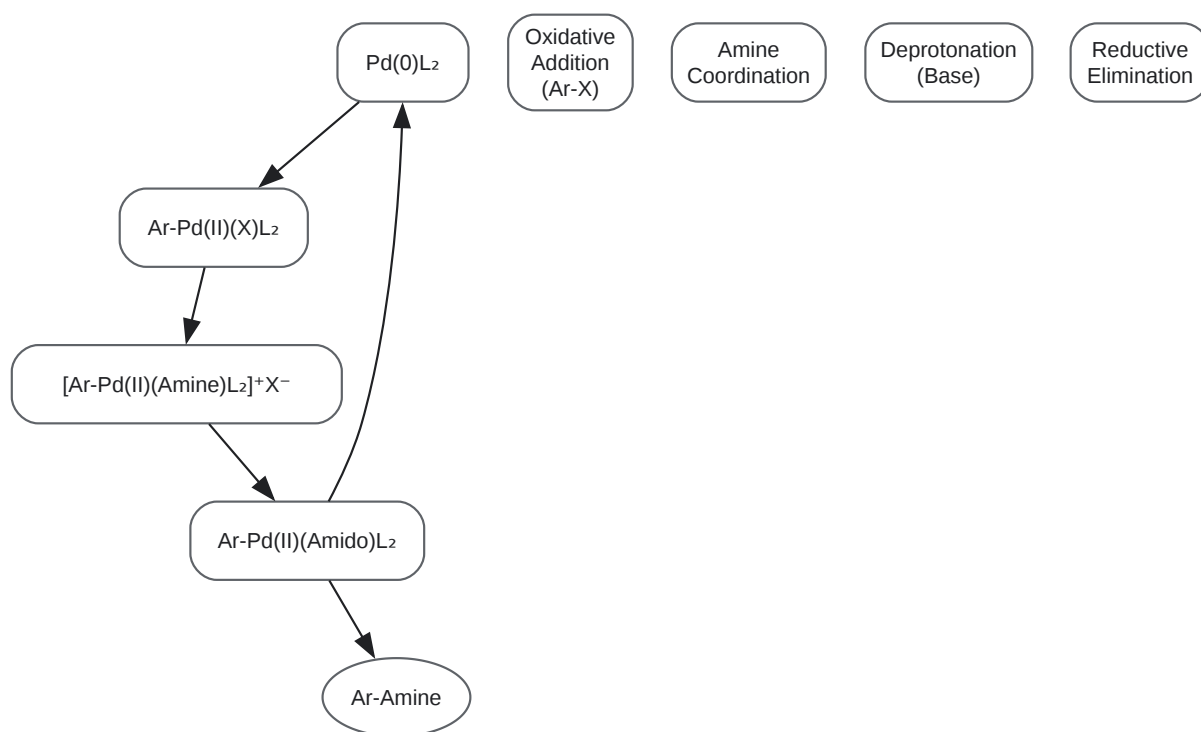 Pd(0)L₂
Oxidative
Addition
(Ar-X)
Amine
Coordination
Deprotonation
(Base)
Reductive
Elimination
Ar-Pd(II)(X)L₂
[Ar-Pd(II)(Amine)L₂]⁺X⁻
Ar-Pd(II)(Amido)L₂
Ar-Amine